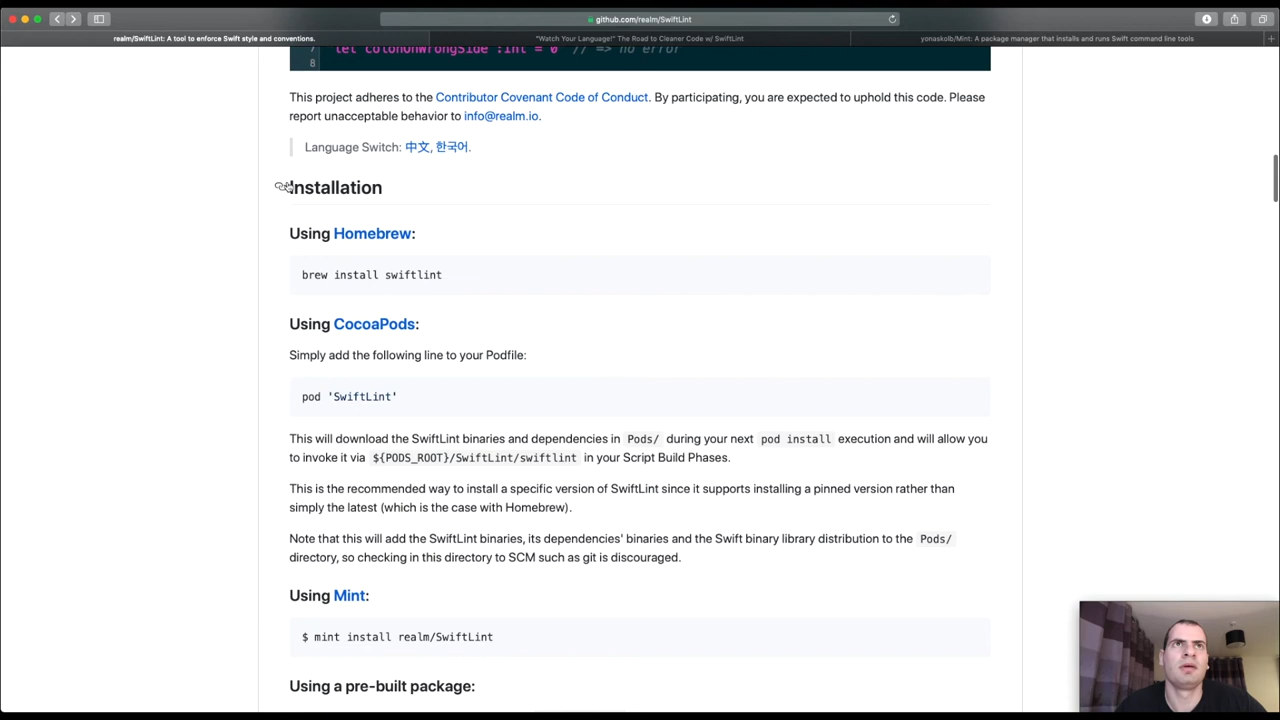 github.com/realm/SwiftLint
realm/SwiftLint: A tool to enforce Swift style and conventions.
"Watch Your Language!" The Road to Cleaner Code w/ SwiftLint
yonaskolb/Mint: A package manager that installs and runs Swift command line tools
7 let colonOnWrongSide :Int = 0 // => no error
8
This project adheres to the Contributor Covenant Code of Conduct. By participating, you are expected to uphold this code. Please
report unacceptable behavior to info@realm.io.
Language Switch: 中文, 한국어.
Installation
Using Homebrew:
brew install swiftlint
Using CocoaPods:
Simply add the following line to your Podfile:
pod 'SwiftLint'
This will download the SwiftLint binaries and dependencies in Pods/ during your next pod install execution and will allow you
to invoke it via ${PODS_ROOT}/SwiftLint/swiftlint in your Script Build Phases.
This is the recommended way to install a specific version of SwiftLint since it supports installing a pinned version rather than
simply the latest (which is the case with Homebrew).
Note that this will add the SwiftLint binaries, its dependencies' binaries and the Swift binary library distribution to the Pods/
directory, so checking in this directory to SCM such as git is discouraged.
Using Mint:
$ mint install realm/SwiftLint
Using a pre-built package: